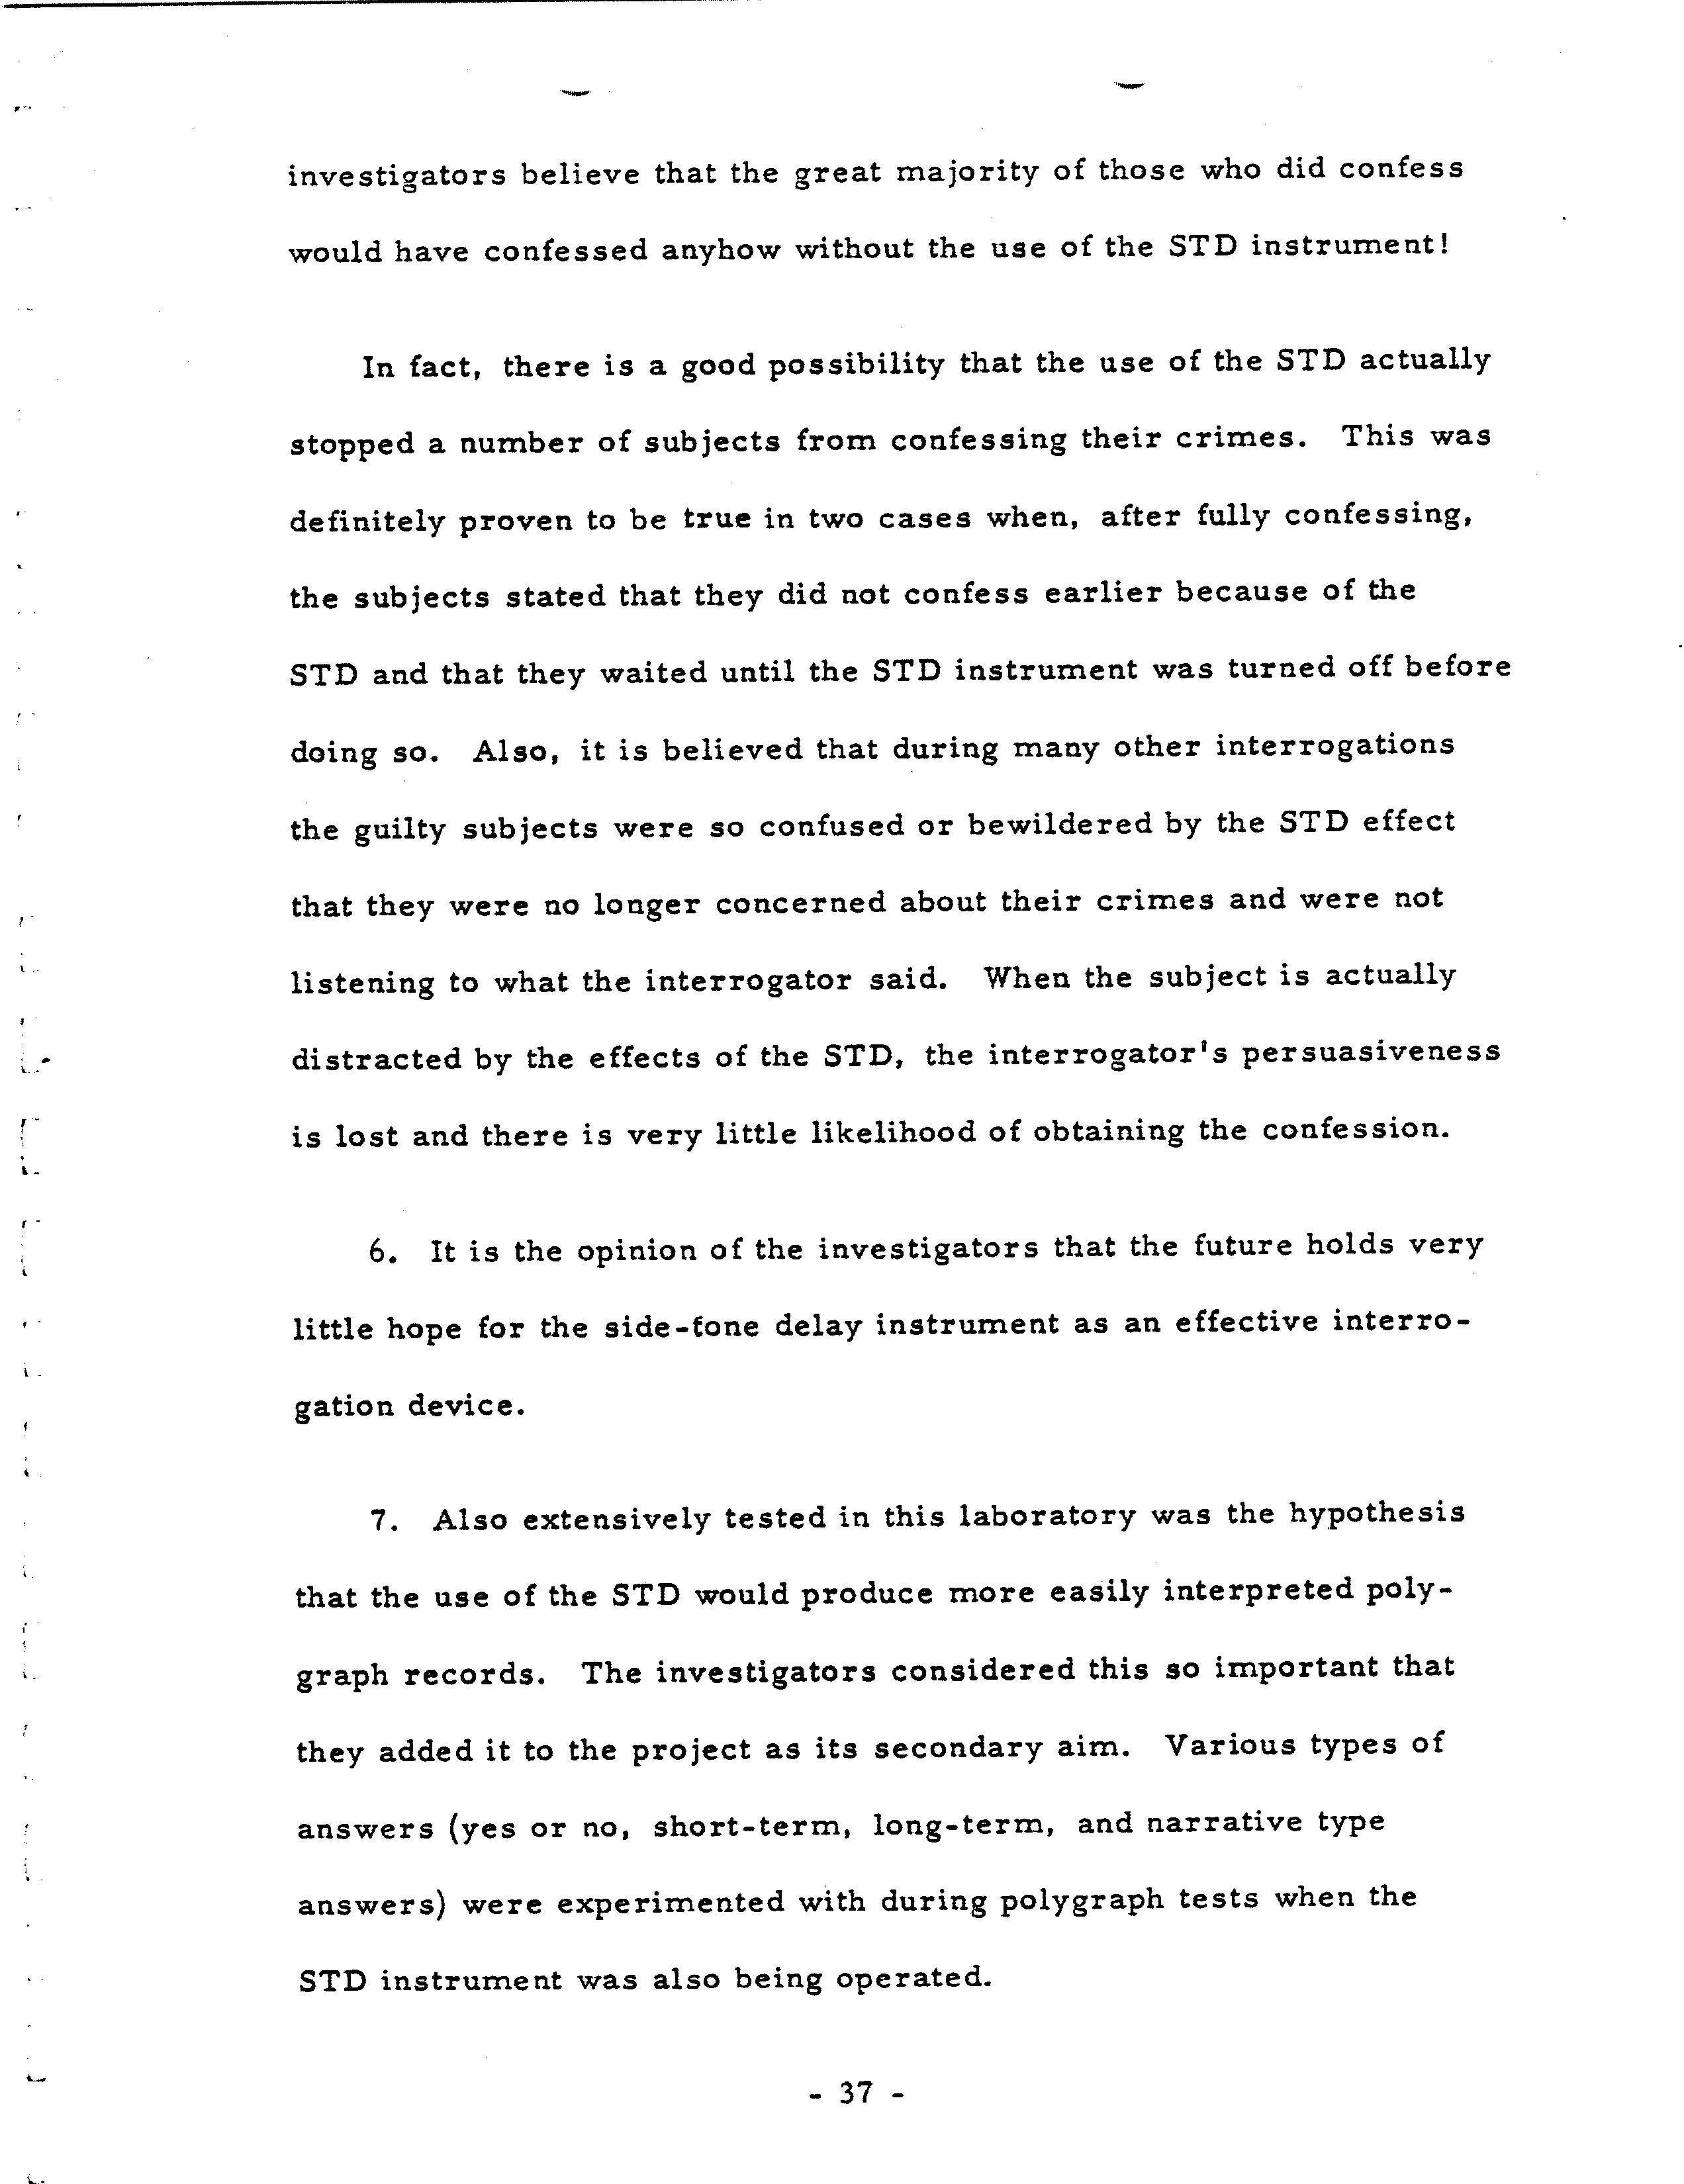 investigators believe that the great majority of those who did confess
would have confessed anyhow without the use of the STD instrument!
In fact, there is a good possibility that the use of the STD actually
stopped a number of subjects from confessing their crimes. This was
definitely proven to be true in two cases when, after fully confessing,
the subjects stated that they did not confess earlier because of the
STD and that they waited until the STD instrument was turned off before
doing so. Also, it is believed that during many other interrogations
the guilty subjects were so confused or bewildered by the STD effect
that they were no longer concerned about their crimes and were not
listening to what the interrogator said. When the subject is actually
distracted by the effects of the STD, the interrogator's persuasiveness
is lost and there is very little likelihood of obtaining the confession.
6. It is the opinion of the investigators that the future holds very
little hope for the side-tone delay instrument as an effective interro-
gation device.
7. Also extensively tested in this laboratory was the hypothesis
that the use of the STD would produce more easily interpreted poly-
graph records. The investigators considered this so important that
they added it to the project as its secondary aim. Various types of
answers (yes or no, short-term, long-term, and narrative type
answers) were experimented with during polygraph tests when the
STD instrument was also being operated.
- 37 -